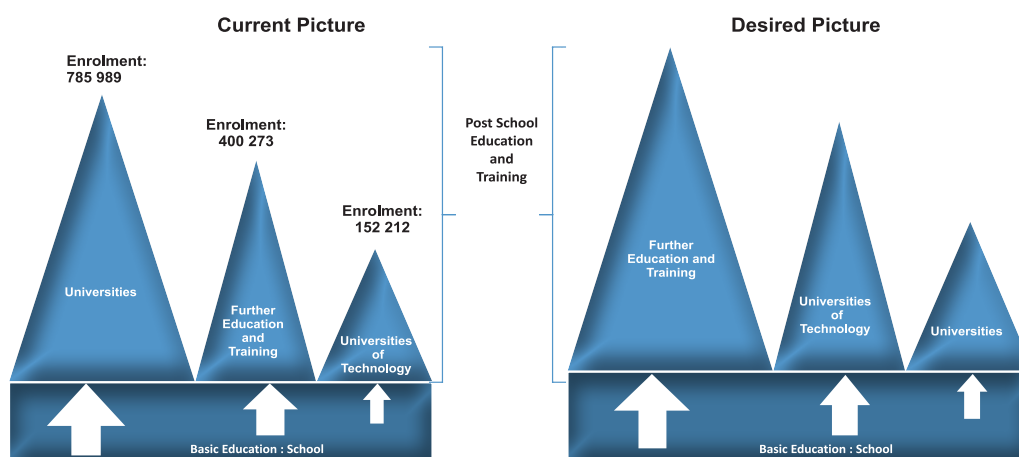 Current Picture
Enrolment:
785 989
Enrolment:
400 273
Enrolment:
152 212
Universities
Further
Education
and
Training
Universities
of
Technology
Basic Education : School
Post School
Education
and
Training
Desired Picture
Further
Education and
Training
Universities
of
Technology
Universities
Basic Education : School